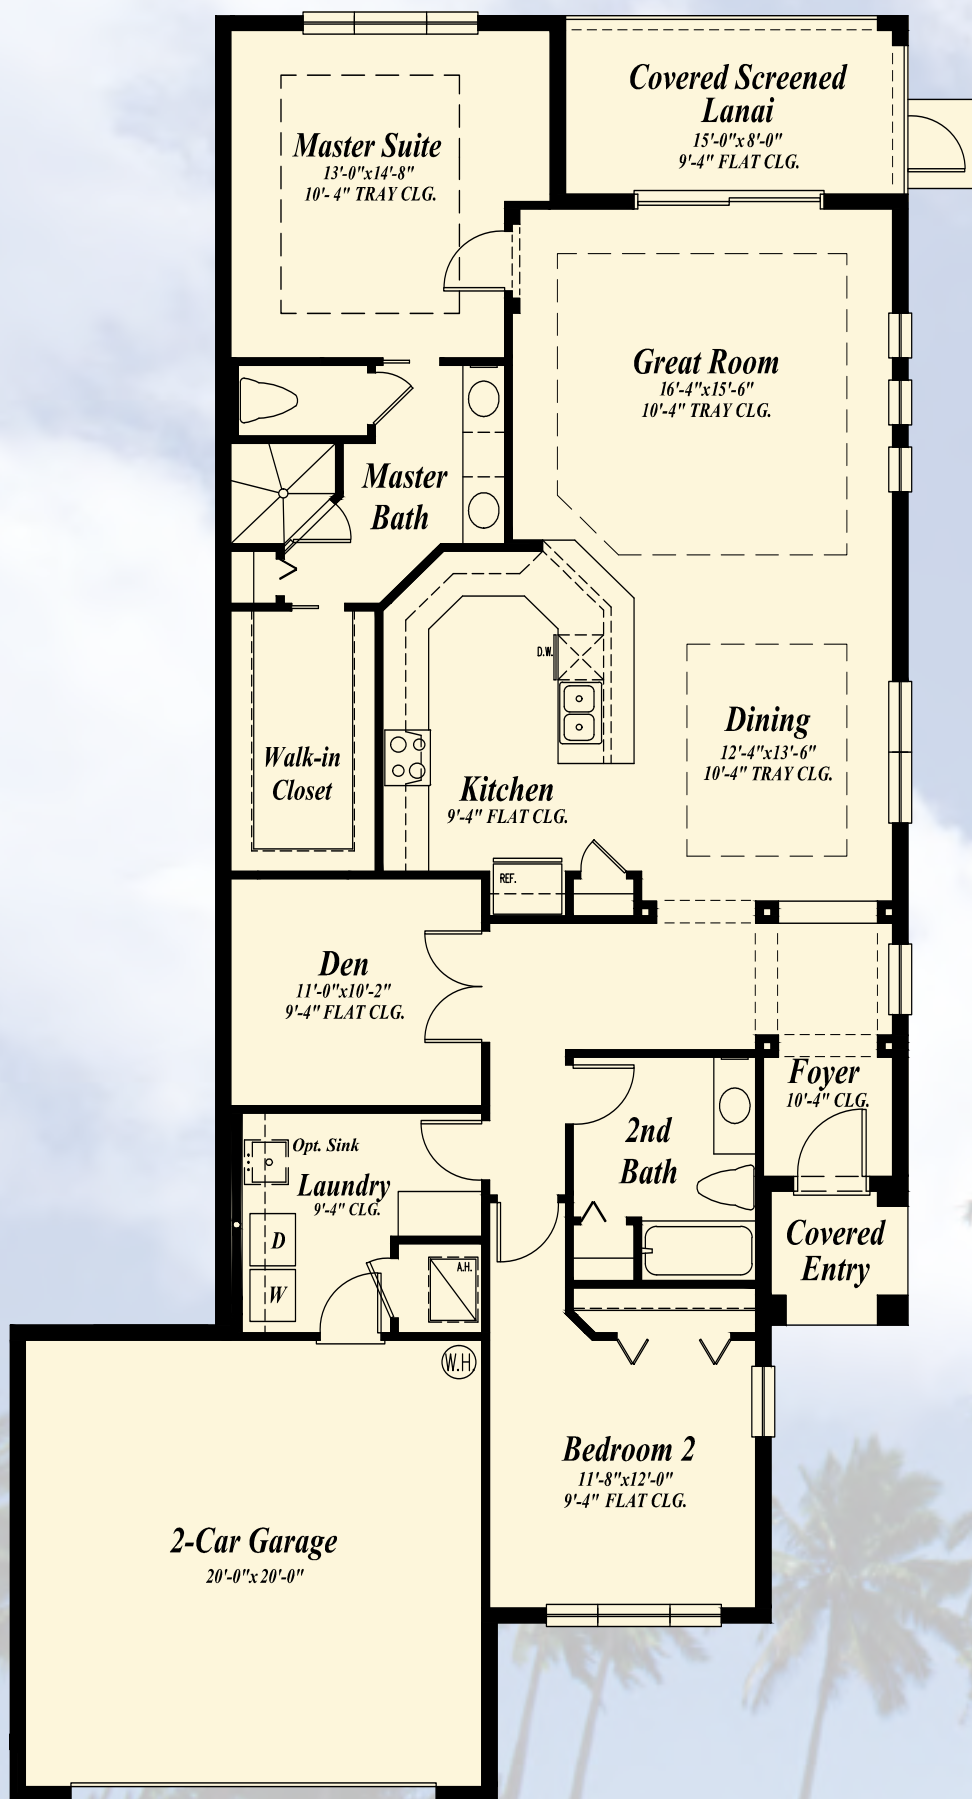 Covered Screened
Lanai
15'-0"x8'-0"
9'-4" FLAT CLG.
Master Suite
13'-0"x14'-8"
10'- 4" TRAY CLG.
Great Room
16'-4"x15'-6"
10'-4" TRAY CLG.
Master
Bath
D.W.
Dining
12'-4"x13'-6"
10'-4" TRAY CLG.
Walk-in
Closet
Kitchen
9'-4" FLAT CLG.
REF.
Den
11'-0"x10'-2"
9'-4" FLAT CLG.
Foyer
10'-4" CLG.
2nd
Bath
Opt. Sink
Laundry
9'-4" CLG.
D
W
A.H.
Covered
Entry
W.H.
Bedroom 2
11'-8"x12'-0"
9'-4" FLAT CLG.
2-Car Garage
20'-0"x20'-0"